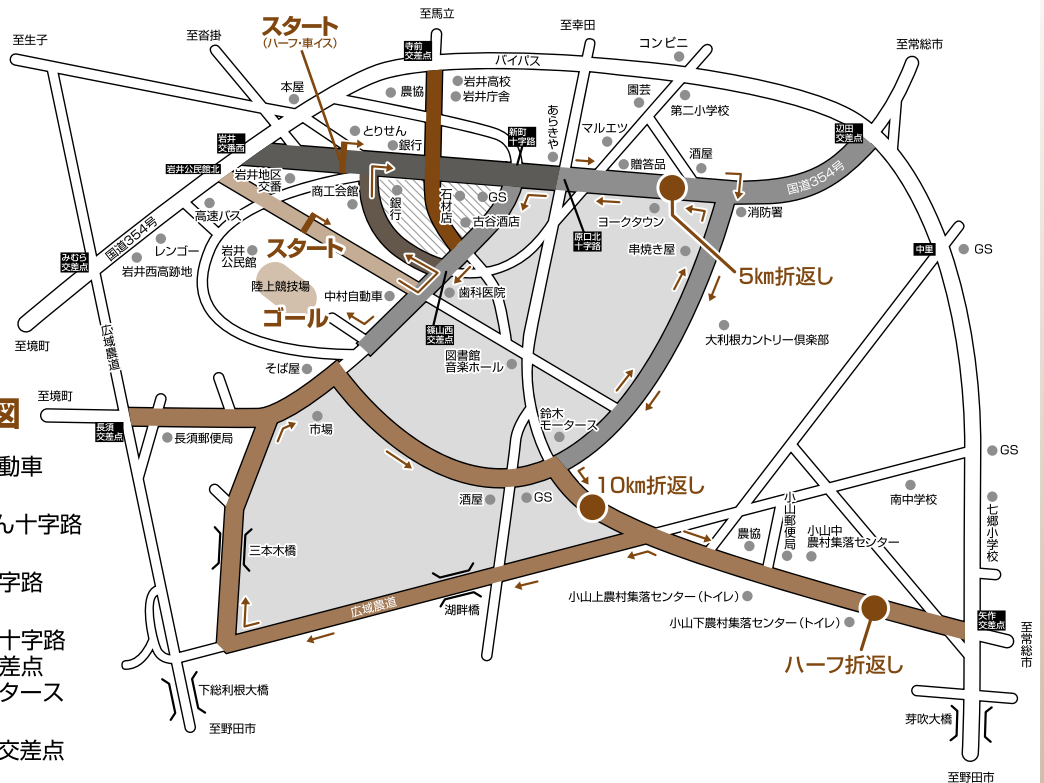 至馬立
スタート
(ハーフ・車イス)
至幸田
至生子
至沓掛
コンビニ
至常総市
寺前
交差点
バイパス
岩井高校
岩井庁舎
本屋
農協
園芸
第二小学校
あらきや
新町
十字路
マルエツ
辺田
交差点
岩井
交番西
とりせん
銀行
贈答品
酒屋
岩井公民館北
岩井地区
交番
商工会館
銀行
石材店
GS
国道354号
高速バス
古谷酒店
ヨークタウン
消防署
国道354号
スタート
原口北
十字路
串焼き屋
中里
GS
みむら
交差点
レンゴー
岩井西高跡地
岩井
公民館
5㎞折返し
陸上競技場
中村自動車
歯科医院
ゴール
篠山西
交差点
大利根カントリー倶楽部
広域農道
至境町
図書館
音楽ホール
そば屋
至境町
図
鈴木
モータース
市場
長須
交差点
長須郵便局
GS
動車
10㎞折返し
酒屋
GS
南中学校
七郷小学校
ん十字路
小山郵便局
農協
小山中
農村集落センター
三本木橋
字路
広域農道
湖畔橋
小山上農村集落センター(トイレ)
小山下農村集落センター(トイレ)
矢作
交差点
至常総市
十字路
差点
ハーフ折返し
タース
下総利根大橋
至野田市
芽吹大橋
交差点
至野田市